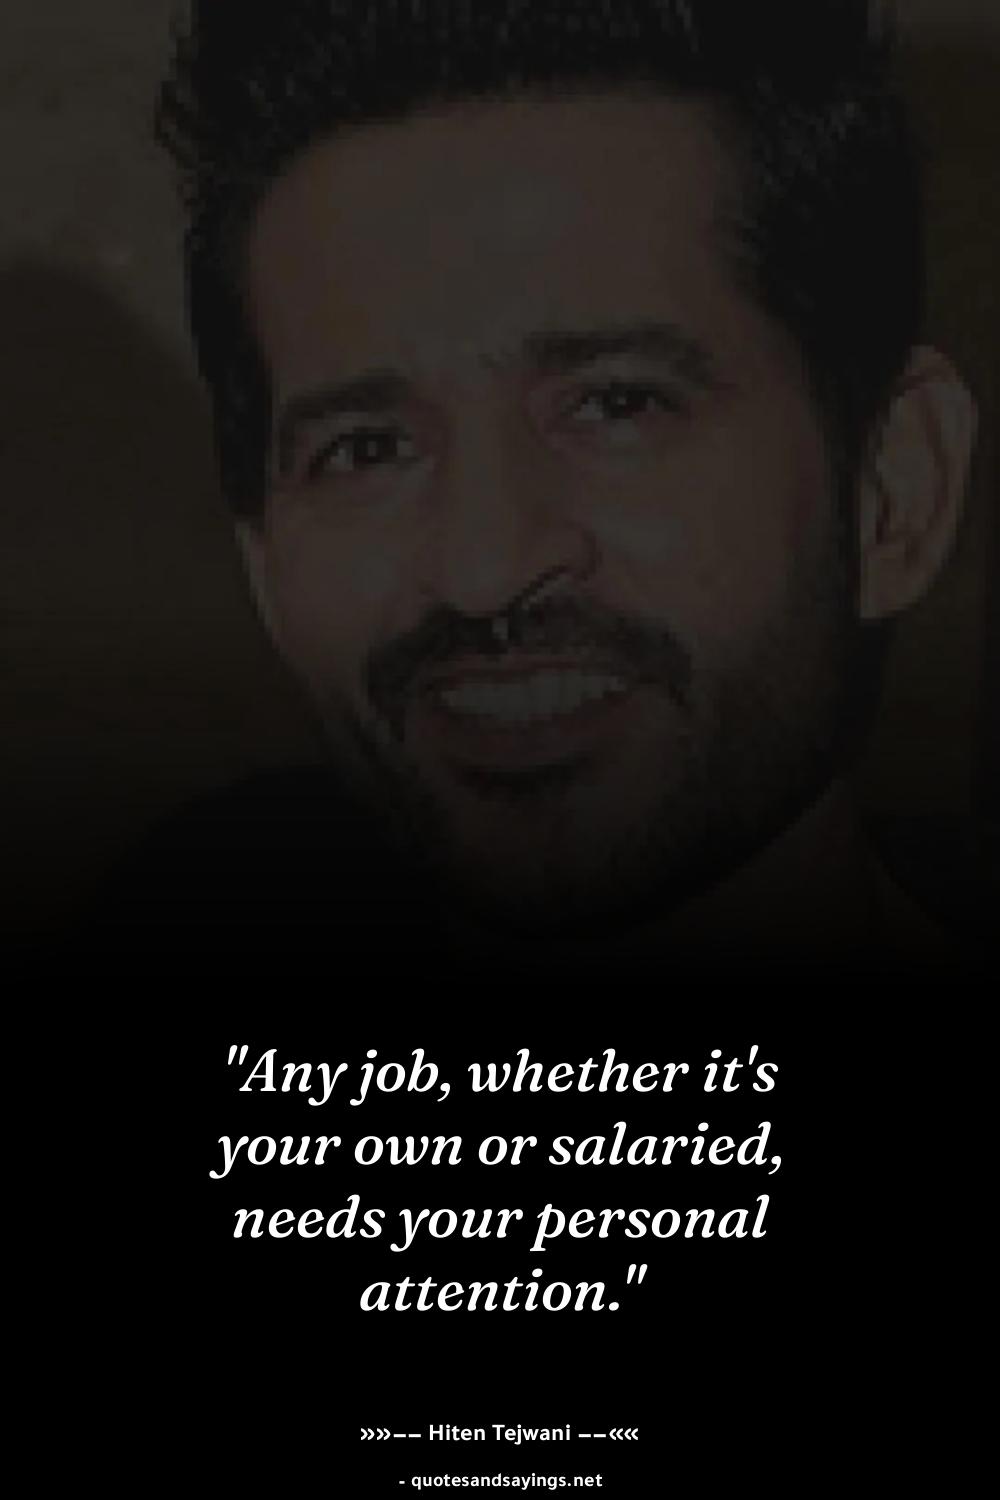 "Any job, whether it's
your own or salaried,
needs your personal
attention."
»»−− Hiten Tejwani −−««
- quotesandsayings.net